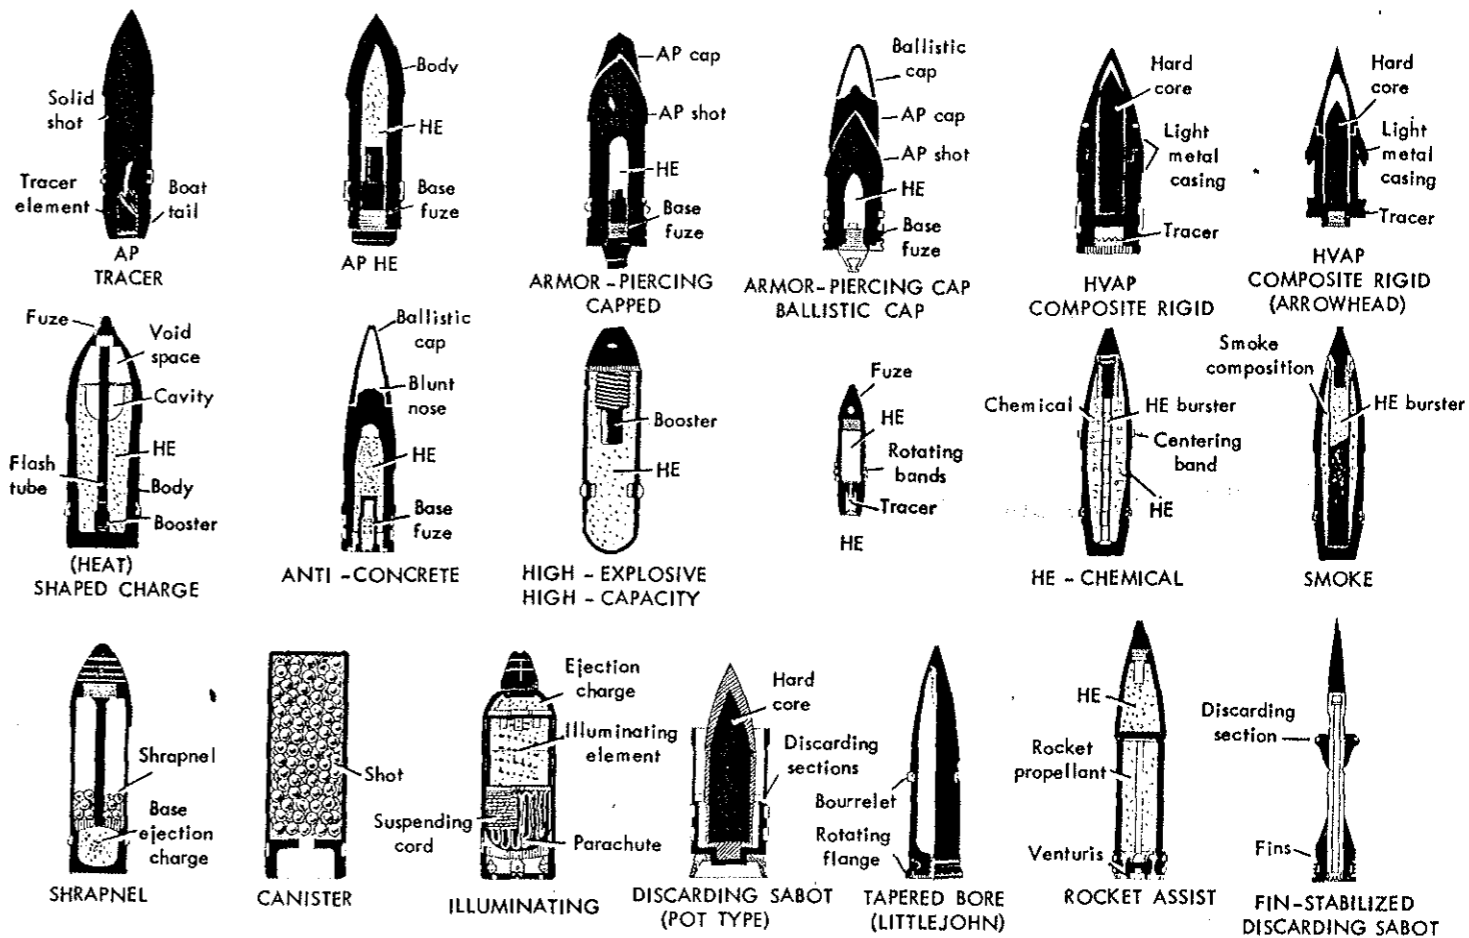 Solid
shot
Tracer
element
Boat
tail
AP
TRACER
Body
HE
Base
fuze
AP HE
AP cap
AP shot
HE
Base
fuze
ARMOR-PIERCING
CAPPED
Ballistic
cap
AP cap
AP shot
HE
Base
fuze
ARMOR-PIERCING CAP
BALLISTIC CAP
Hard
core
Light
metal
casing
Tracer
HVAP
COMPOSITE RIGID
Hard
core
Light
metal
casing
Tracer
HVAP
COMPOSITE RIGID
(ARROWHEAD)
Fuze
Void
space
Cavity
HE
Flash
tube
Body
Booster
(HEAT)
SHAPED CHARGE
Ballistic
cap
Blunt
nose
HE
Base
fuze
ANTI-CONCRETE
Booster
HE
HIGH-EXPLOSIVE
HIGH-CAPACITY
Fuze
HE
Rotating
bands
Tracer
HE
Chemical
HE burster
Centering
band
HE
HE-CHEMICAL
Smoke
composition
HE burster
SMOKE
Shrapnel
Base
ejection
charge
SHRAPNEL
Shot
CANISTER
Ejection
charge
Illuminating
element
Suspending
cord
Parachute
ILLUMINATING
Hard
core
Discarding
sections
DISCARDING SABOT
(POT TYPE)
Bourrelet
Rotating
flange
TAPERED BORE
(LITTLEJOHN)
HE
Rocket
propellant
Venturis
ROCKET ASSIST
Discarding
section
Fins
FIN-STABILIZED
DISCARDING SABOT